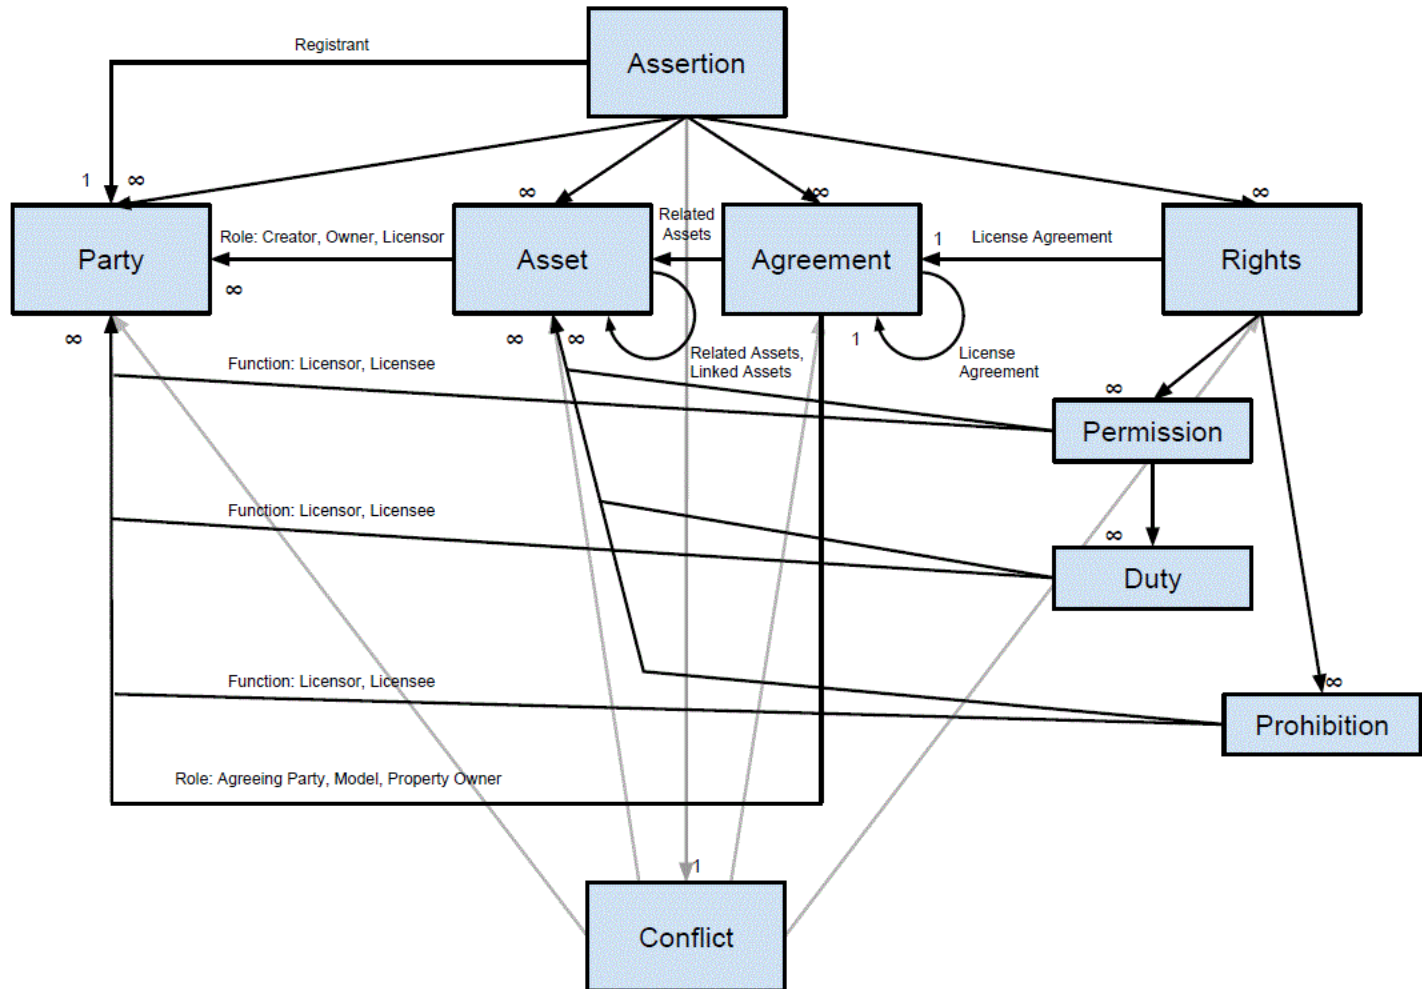 Registrant
Assertion
1
∞
∞
∞
∞
Party
Role: Creator, Owner, Licensor
∞
Asset
Related
Assets
Agreement
1
License Agreement
Rights
∞
∞
∞
Related Assets,
Linked Assets
1
License
Agreement
Function: Licensor, Licensee
∞
Permission
Function: Licensor, Licensee
∞
Duty
Function: Licensor, Licensee
∞
Prohibition
Role: Agreeing Party, Model, Property Owner
1
Conflict